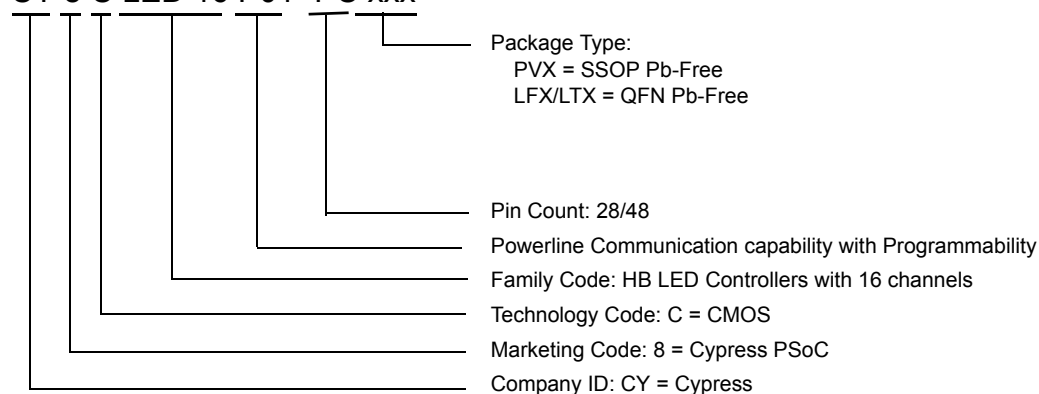 Package Type:
PVX = SSOP Pb-Free
LFX/LTX = QFN Pb-Free
Pin Count: 28/48
Powerline Communication capability with Programmability
Family Code: HB LED Controllers with 16 channels
Technology Code: C = CMOS
Marketing Code: 8 = Cypress PSoC
Company ID: CY = Cypress